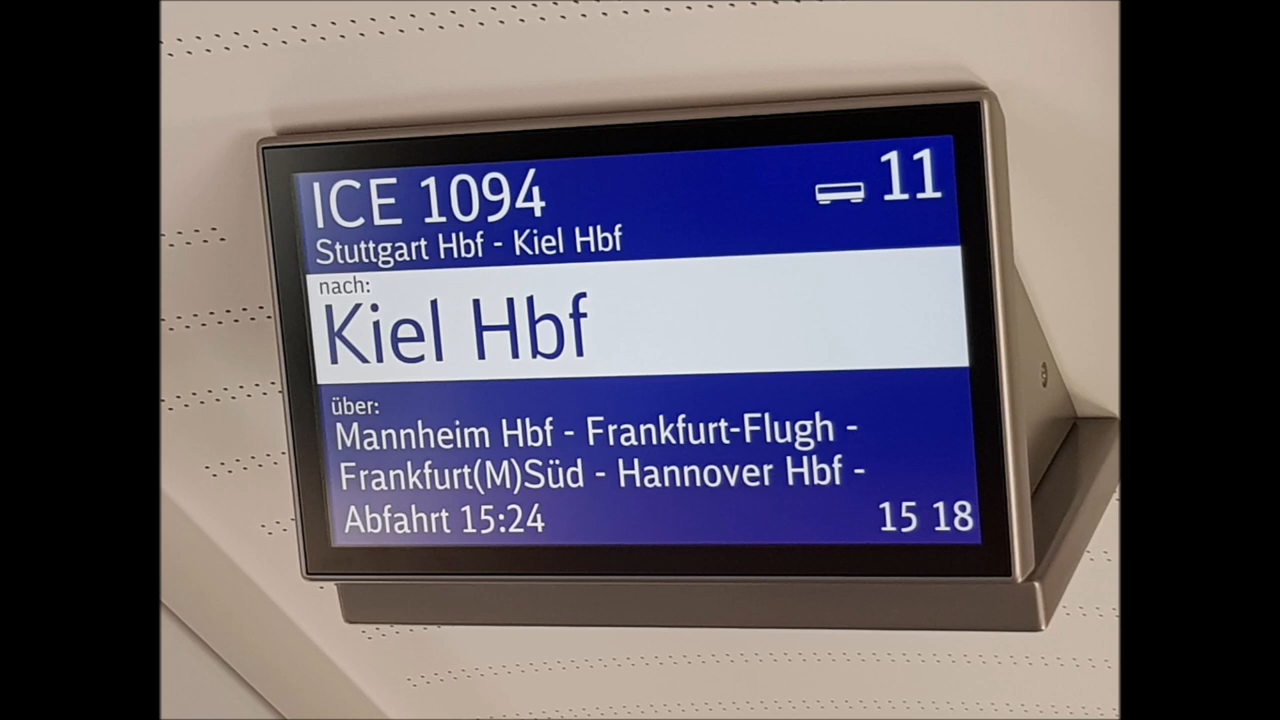 ICE 1094 11
Stuttgart Hbf - Kiel Hbf
nach:
Kiel Hbf
über:
Mannheim Hbf - Frankfurt-Flugh -
Frankfurt(M)Süd - Hannover Hbf -
Abfahrt 15:24 15 18